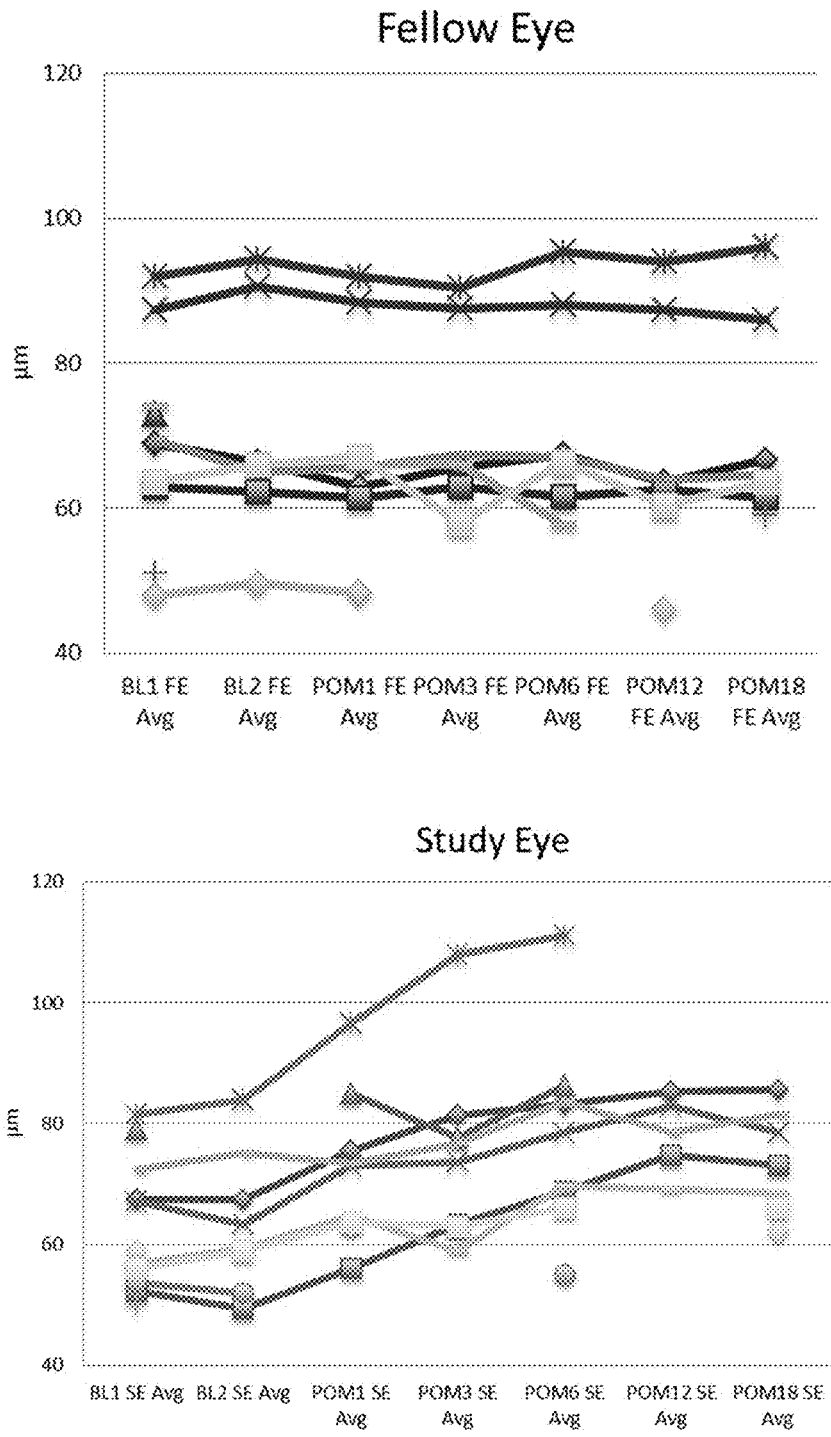 Fellow Eye
120
100
80
60
40
µm
BL1 FE Avg
BL2 FE Avg
POM1 FE Avg
POM3 FE Avg
POM6 FE Avg
POM12 FE Avg
POM18 FE Avg
Study Eye
120
100
80
60
40
µm
BL1 SE Avg
BL2 SE Avg
POM1 SE Avg
POM3 SE Avg
POM6 SE Avg
POM12 SE Avg
POM18 SE Avg